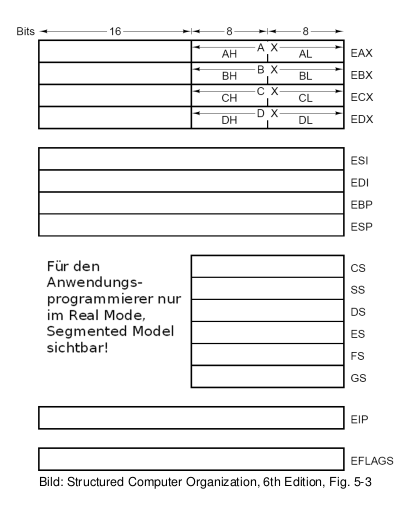 Bits 16 8 8
A X
AH AL EAX
B X
BH BL EBX
C X
CH CL ECX
D X
DH DL EDX
ESI
EDI
EBP
ESP
Für den
Anwendungs-
programmierer nur
im Real Mode,
Segmented Model
sichtbar!
CS
SS
DS
ES
FS
GS
EIP
EFLAGS
Bild: Structured Computer Organization, 6th Edition, Fig. 5-3